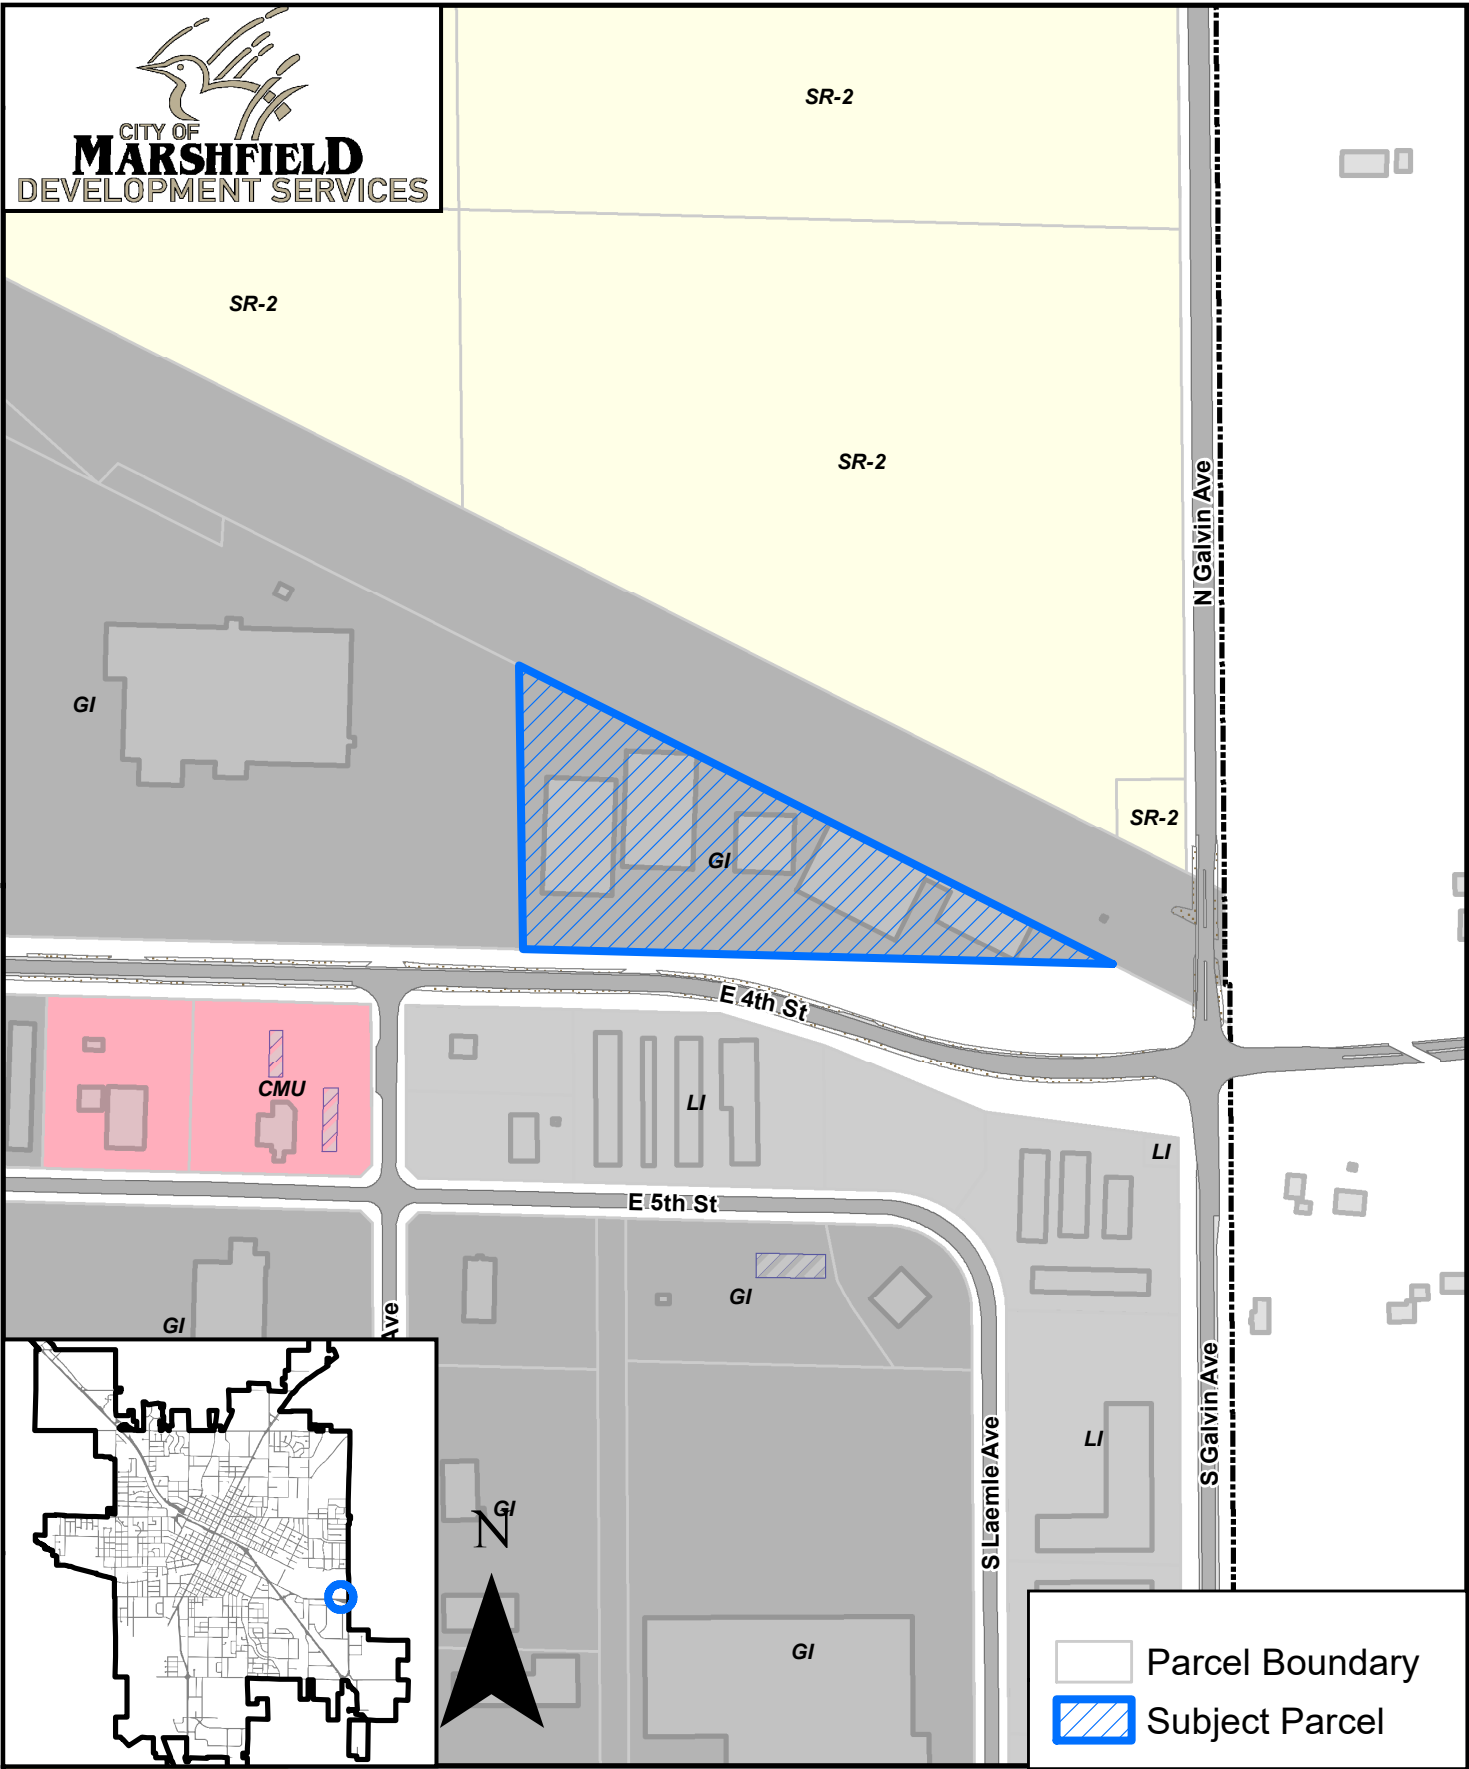 CITY OF
MARSHFIELD
DEVELOPMENT SERVICES
SR-2
SR-2
SR-2
N Galvin Ave
GI
SR-2
GI
E 4th St
CMU
LI
LI
E 5th St
GI
GI
Ave
S Galvin Ave
S Laemle Ave
LI
GI
N
GI
Parcel Boundary
Subject Parcel